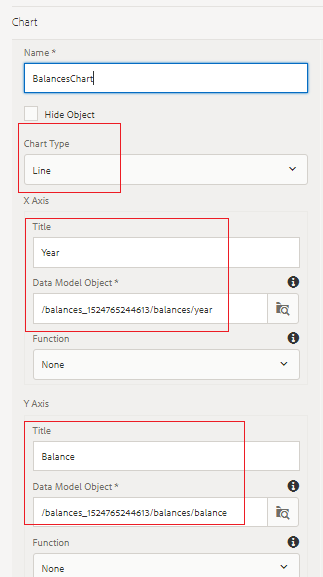 Chart
Name *
BalancesChart
Hide Object
Chart Type
Line
X Axis
Title
Year
Data Model Object *
/balances_1524765244613/balances/year
Function
None
Y Axis
Title
Balance
Data Model Object *
/balances_1524765244613/balances/balance
Function
None